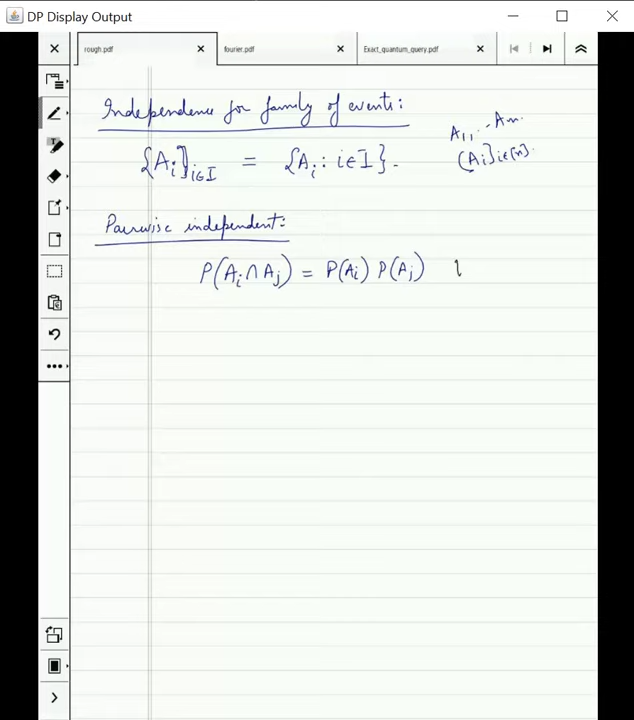 DP Display Output
rough.pdf
fourier.pdf
Exact_quantum_query.pdf
Independence for family of events:
{Ai}i∈I = {Ai : i∈I}.
A1, ... An.
{Ai}i∈[n].
Pairwise independent:
P(Ai ∩ Aj) = P(Ai) P(Aj)